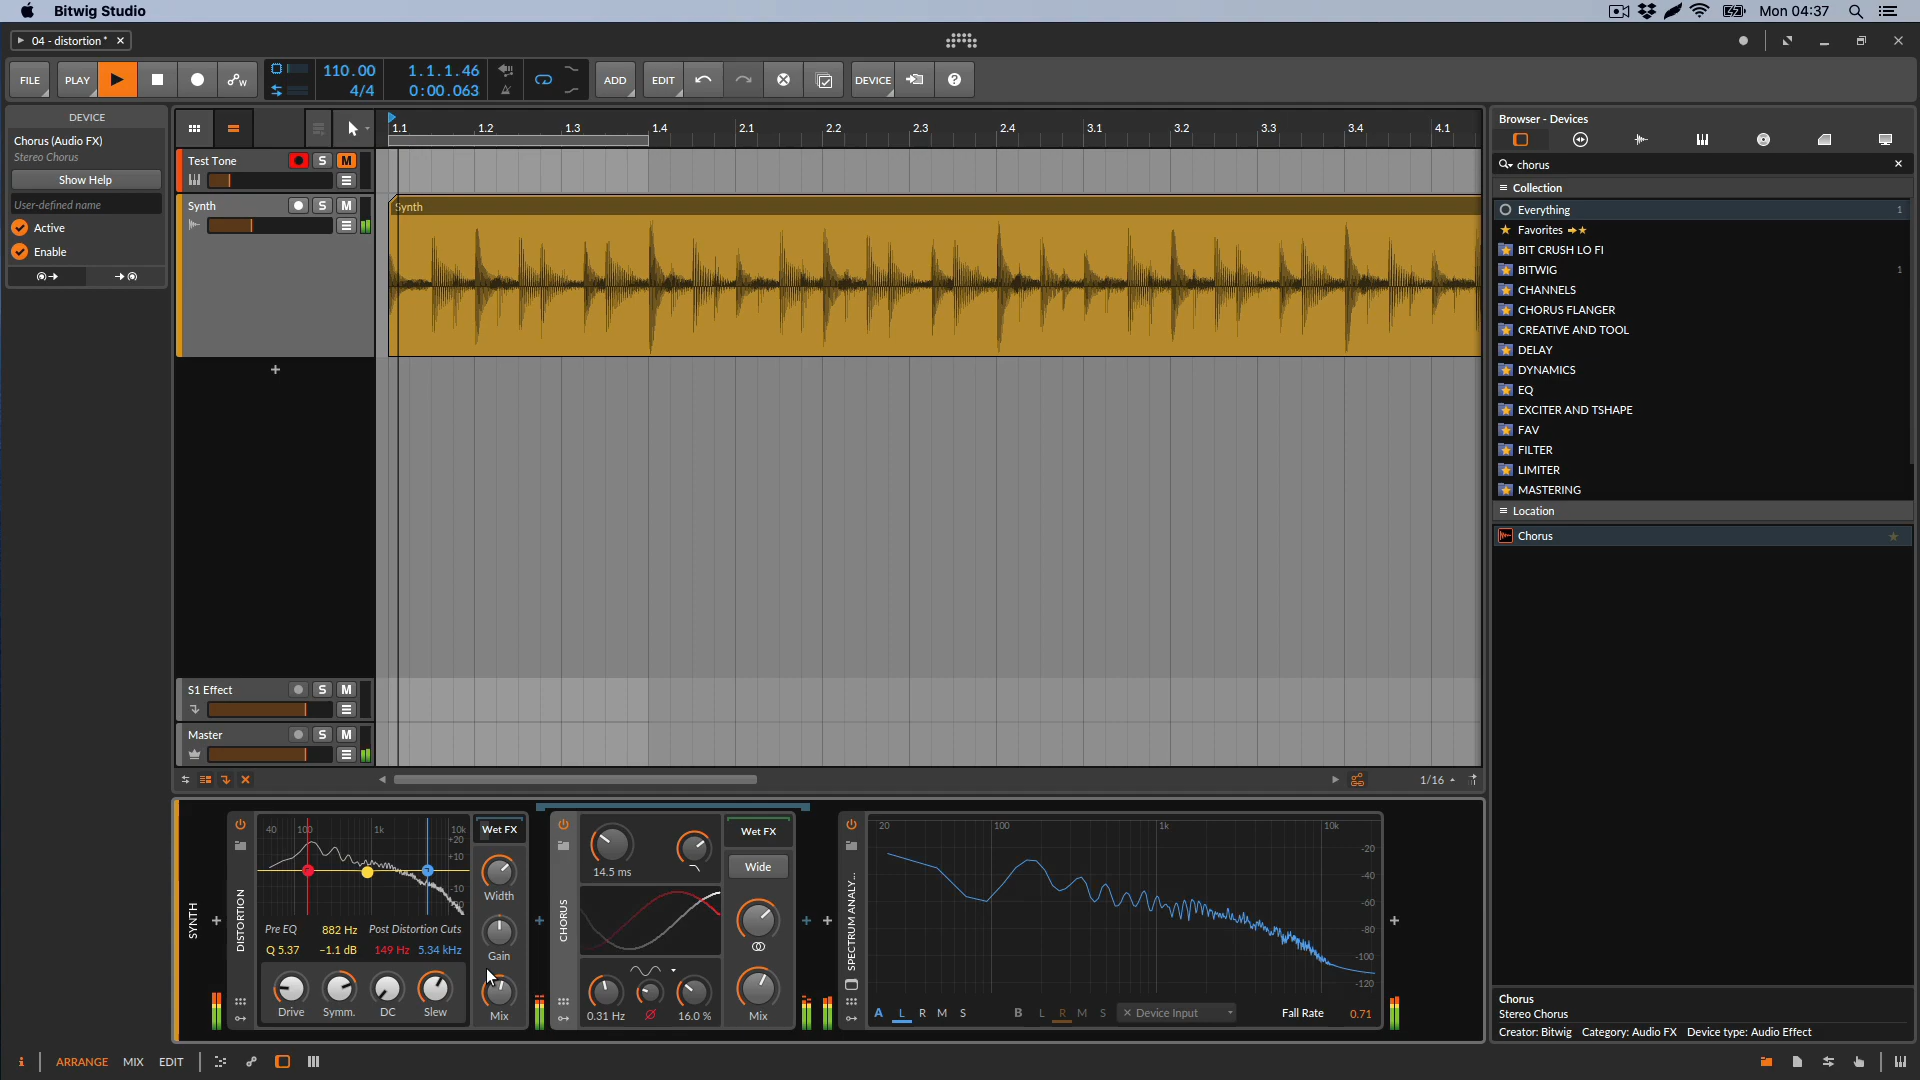 Bitwig Studio
Mon 04:37
04 - distortion*
FILE
PLAY
110.00
4/4
1.1.1.46
0:00.063
ADD
EDIT
DEVICE
DEVICE
Chorus (Audio FX)
Stereo Chorus
Show Help
User-defined name
Active
Enable
1.1 1.2 1.3 1.4 2.1 2.2 2.3 2.4 3.1 3.2 3.3 3.4 4.1
Test Tone
S M
Synth
S M
Synth
S1 Effect
S M
Master
S M
1/16
Browser - Devices
chorus
Collection
Everything 1
Favorites
BIT CRUSH LO FI
BITWIG 1
CHANNELS
CHORUS FLANGER
CREATIVE AND TOOL
DELAY
DYNAMICS
EQ
EXCITER AND TSHAPE
FAV
FILTER
LIMITER
MASTERING
Location
Chorus
Chorus
Stereo Chorus
Creator: Bitwig Category: Audio FX Device type: Audio Effect
SYNTH
DISTORTION
40 100 1k 10k
+20
+10
-10
Pre EQ 882 Hz Post Distortion Cuts
Q 5.37 -1.1 dB 149 Hz 5.34 kHz
Drive Symm. DC Slew
Wet FX
Width
Gain
Mix
CHORUS
14.5 ms
0.31 Hz 16.0 %
Wet FX
Wide
Mix
SPECTRUM ANALY...
20 100 1k 10k
-20
-40
-60
-80
-100
-120
A L R M S
B L R M S
Device Input
Fall Rate 0.71
i ARRANGE MIX EDIT